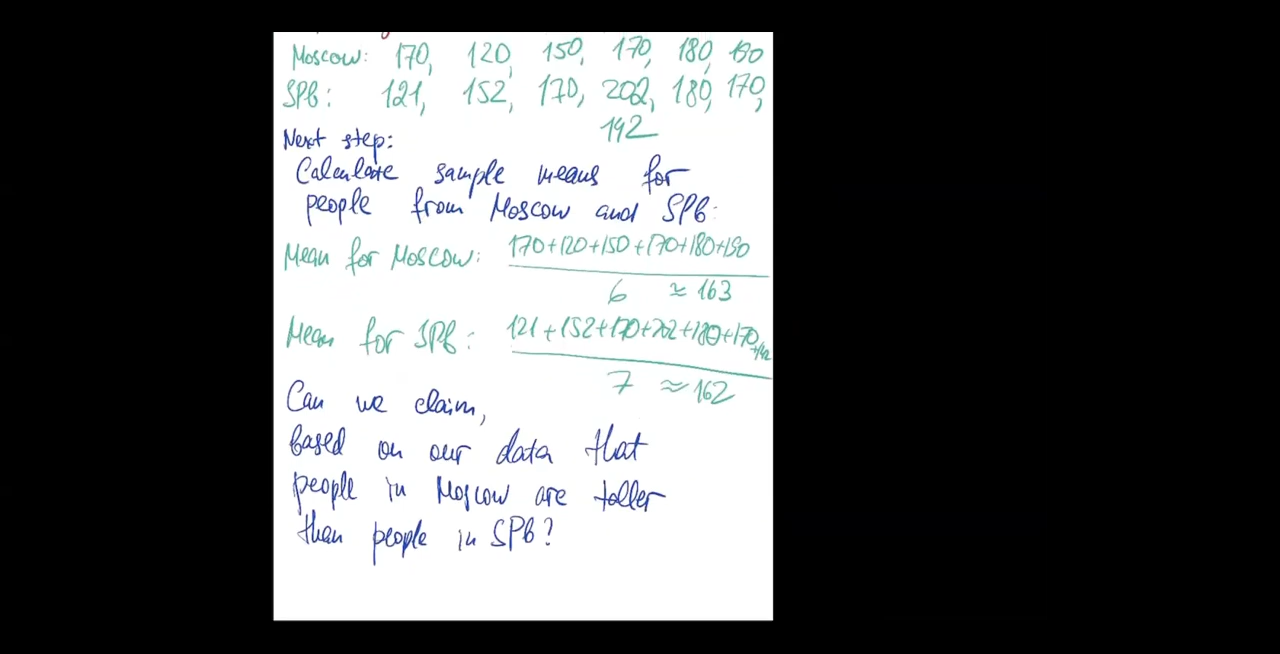 Moscow: 170, 120, 150, 170, 180, 190
SPB: 121, 152, 170, 202, 180, 170,
142
Next step:
Calculate sample means for
people from Moscow and SPB:
Mean for Moscow: 170+120+150+170+180+190
6 ≈ 163
Mean for SPB: 121+152+170+202+180+170+142
7 ≈ 162
Can we claim,
based on our data that
people in Moscow are taller
than people in SPB?